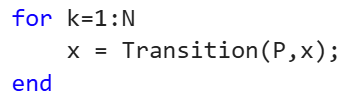 for k=1:N
    x = Transition(P,x);
end